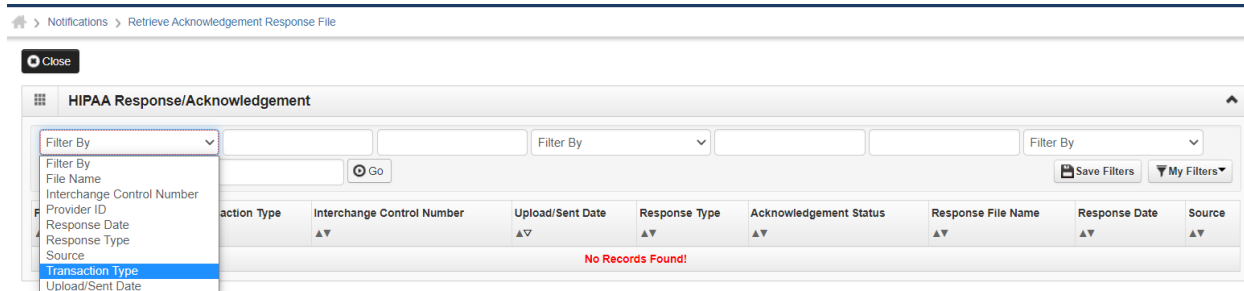 > Notifications > Retrieve Acknowledgement Response File
Close
HIPAA Response/Acknowledgement
Filter By Filter By Filter By
Filter By
File Name
Interchange Control Number
Provider ID
Response Date
Response Type
Source
Transaction Type
Upload/Sent Date
Go Save Filters My Filters
F action Type Interchange Control Number Upload/Sent Date Response Type Acknowledgement Status Response File Name Response Date Source
No Records Found!